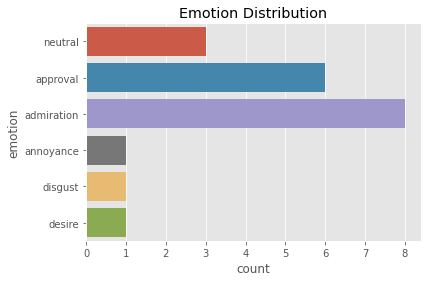 Emotion Distribution
emotion
neutral
approval
admiration
annoyance
disgust
desire
0 1 2 3 4 5 6 7 8
count